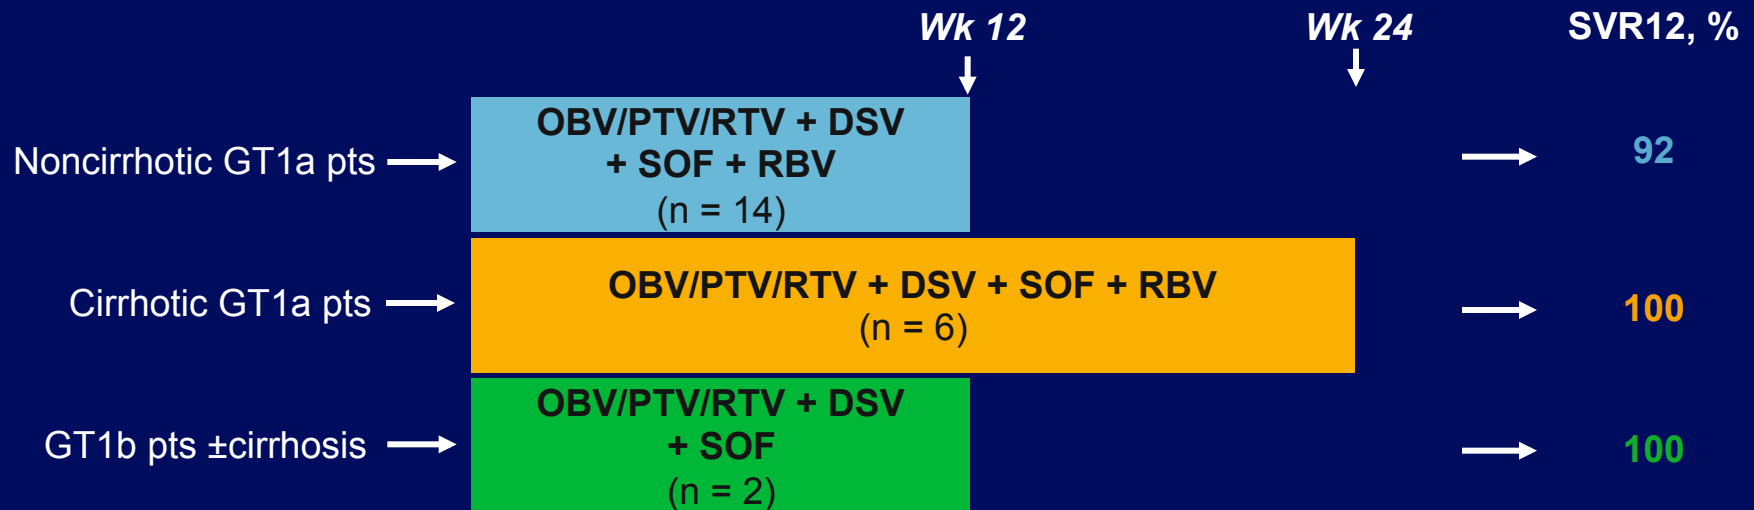 Wk 12 Wk 24 SVR12, %
Noncirrhotic GT1a pts
OBV/PTV/RTV + DSV
+ SOF + RBV
(n = 14)
92
Cirrhotic GT1a pts
OBV/PTV/RTV + DSV + SOF + RBV
(n = 6)
100
GT1b pts ±cirrhosis
OBV/PTV/RTV + DSV
+ SOF
(n = 2)
100